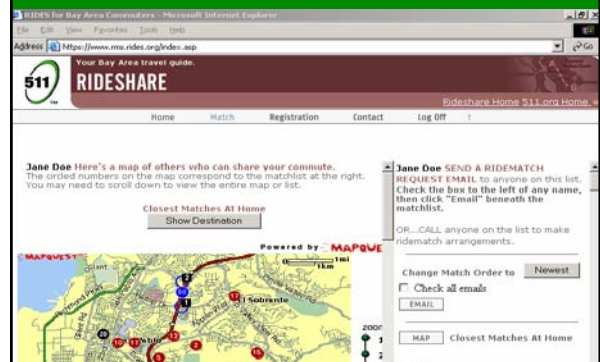 RIDES for Bay Area Commuters - Microsoft Internet Explorer
File Edit View Favorites Tools Help
Address https://www.rms.rides.org/index.asp Go
Your Bay Area travel guide.
511 RIDESHARE
TM
Rideshare Home 511.org Home
Home Match Registration Contact Log Off
Jane Doe Here's a map of others who can share your commute.
The circled numbers on the map correspond to the matchlist at the right.
You may need to scroll down to view the entire map or list.
Closest Matches At Home
Show Destination
Powered by MAPQUEST
MAPQUEST
1mi
1km
Giant
El Sobrante
Pablo
ZOOM
Jane Doe SEND A RIDEMATCH
REQUEST EMAIL to anyone on this list.
Check the box to the left of any name,
then click "Email" beneath the
matchlist.
OR...CALL anyone on the list to make
ridematch arrangements.
Change Match Order to Newest
Check all emails
EMAIL
MAP Closest Matches At Home